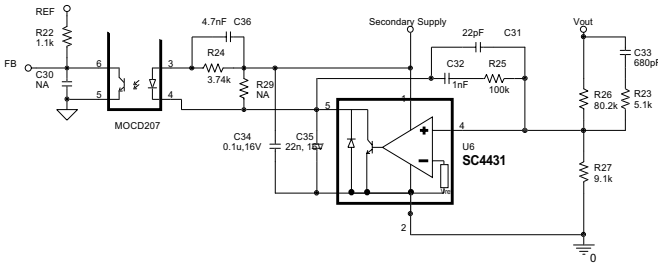 REF
R22
1.1k
FB
C30
NA
6
5
3
4
MOCD207
4.7nF C36
R24
3.74k
R29
NA
C34
0.1u,16V
C35
22n, 16V
Secondary Supply
22pF C31
C32
1nF
R25
100k
1
5
4
2
U6
SC4431
Vout
C33
680pF
R26
80.2k
R23
5.1k
R27
9.1k
0